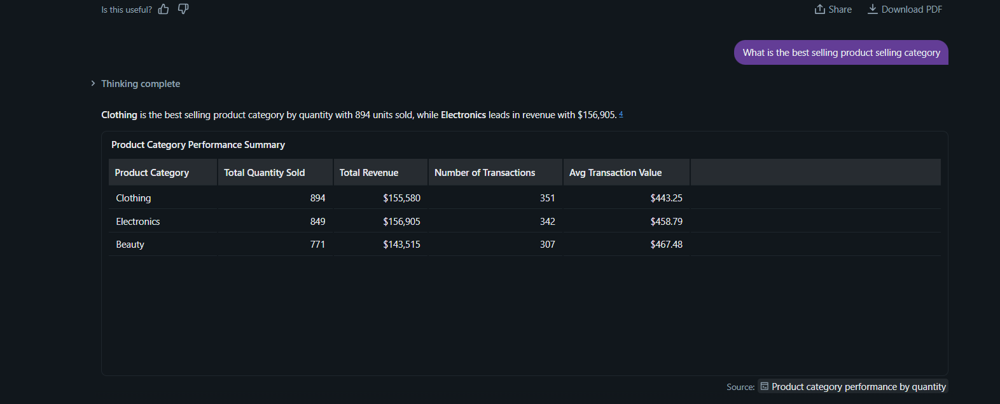 Is this useful?
Share
Download PDF
What is the best selling product selling category
Thinking complete
Clothing is the best selling product category by quantity with 894 units sold, while Electronics leads in revenue with $156,905. 4
Product Category Performance Summary
Product Category Total Quantity Sold Total Revenue Number of Transactions Avg Transaction Value
Clothing 894 $155,580 351 $443.25
Electronics 849 $156,905 342 $458.79
Beauty 771 $143,515 307 $467.48
Source: Product category performance by quantity